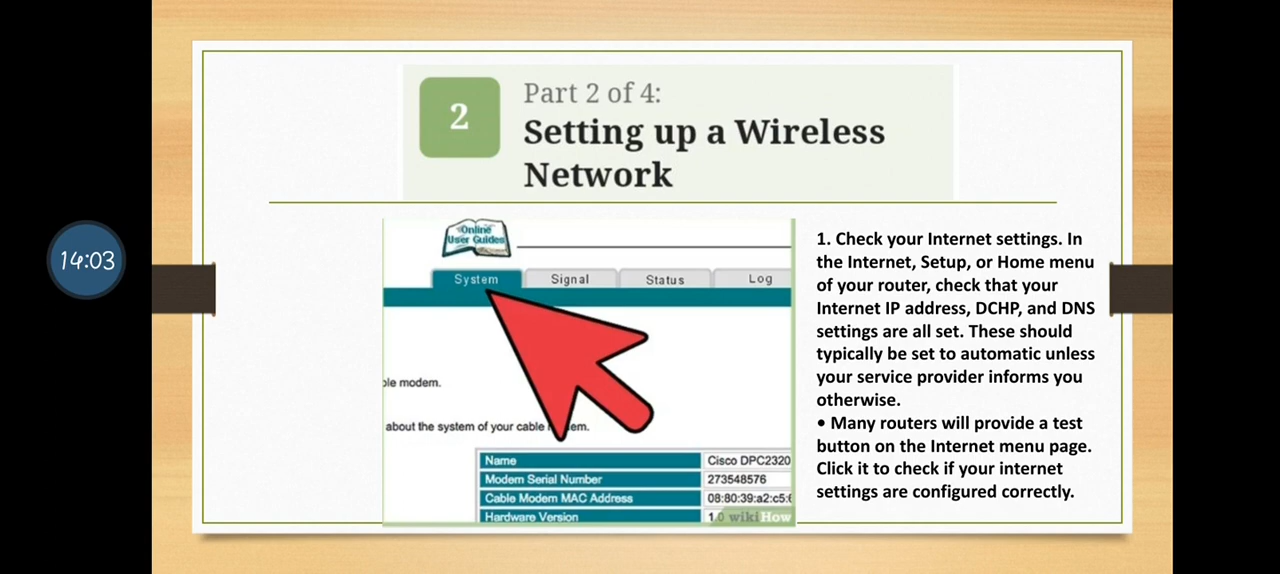 2
Part 2 of 4:
Setting up a Wireless
Network
14:03
Online
User Guides
System Signal Status Log
ble modem.
about the system of your cable em.
Name Cisco DPC2320
Modem Serial Number 273548576
Cable Modem MAC Address 08:80:39:a2:c5:6
Hardware Version 1.0
wikiHow
1. Check your Internet settings. In
the Internet, Setup, or Home menu
of your router, check that your
Internet IP address, DCHP, and DNS
settings are all set. These should
typically be set to automatic unless
your service provider informs you
otherwise.
• Many routers will provide a test
button on the Internet menu page.
Click it to check if your internet
settings are configured correctly.